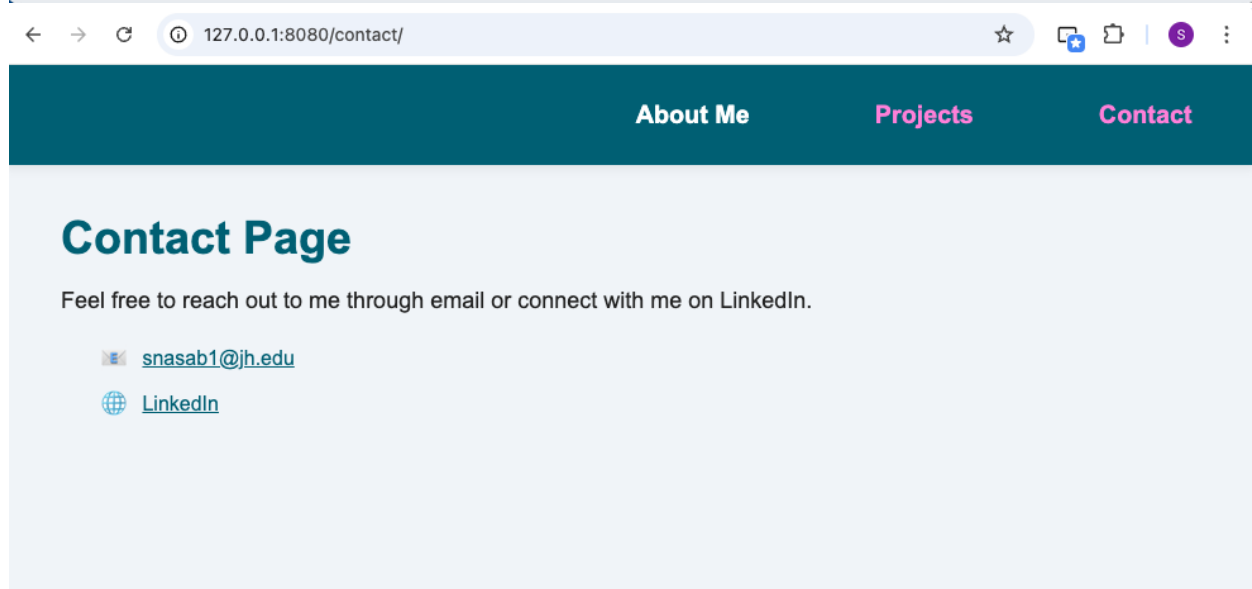 127.0.0.1:8080/contact/
S
About Me Projects Contact
Contact Page
Feel free to reach out to me through email or connect with me on LinkedIn.
snasab1@jh.edu
LinkedIn